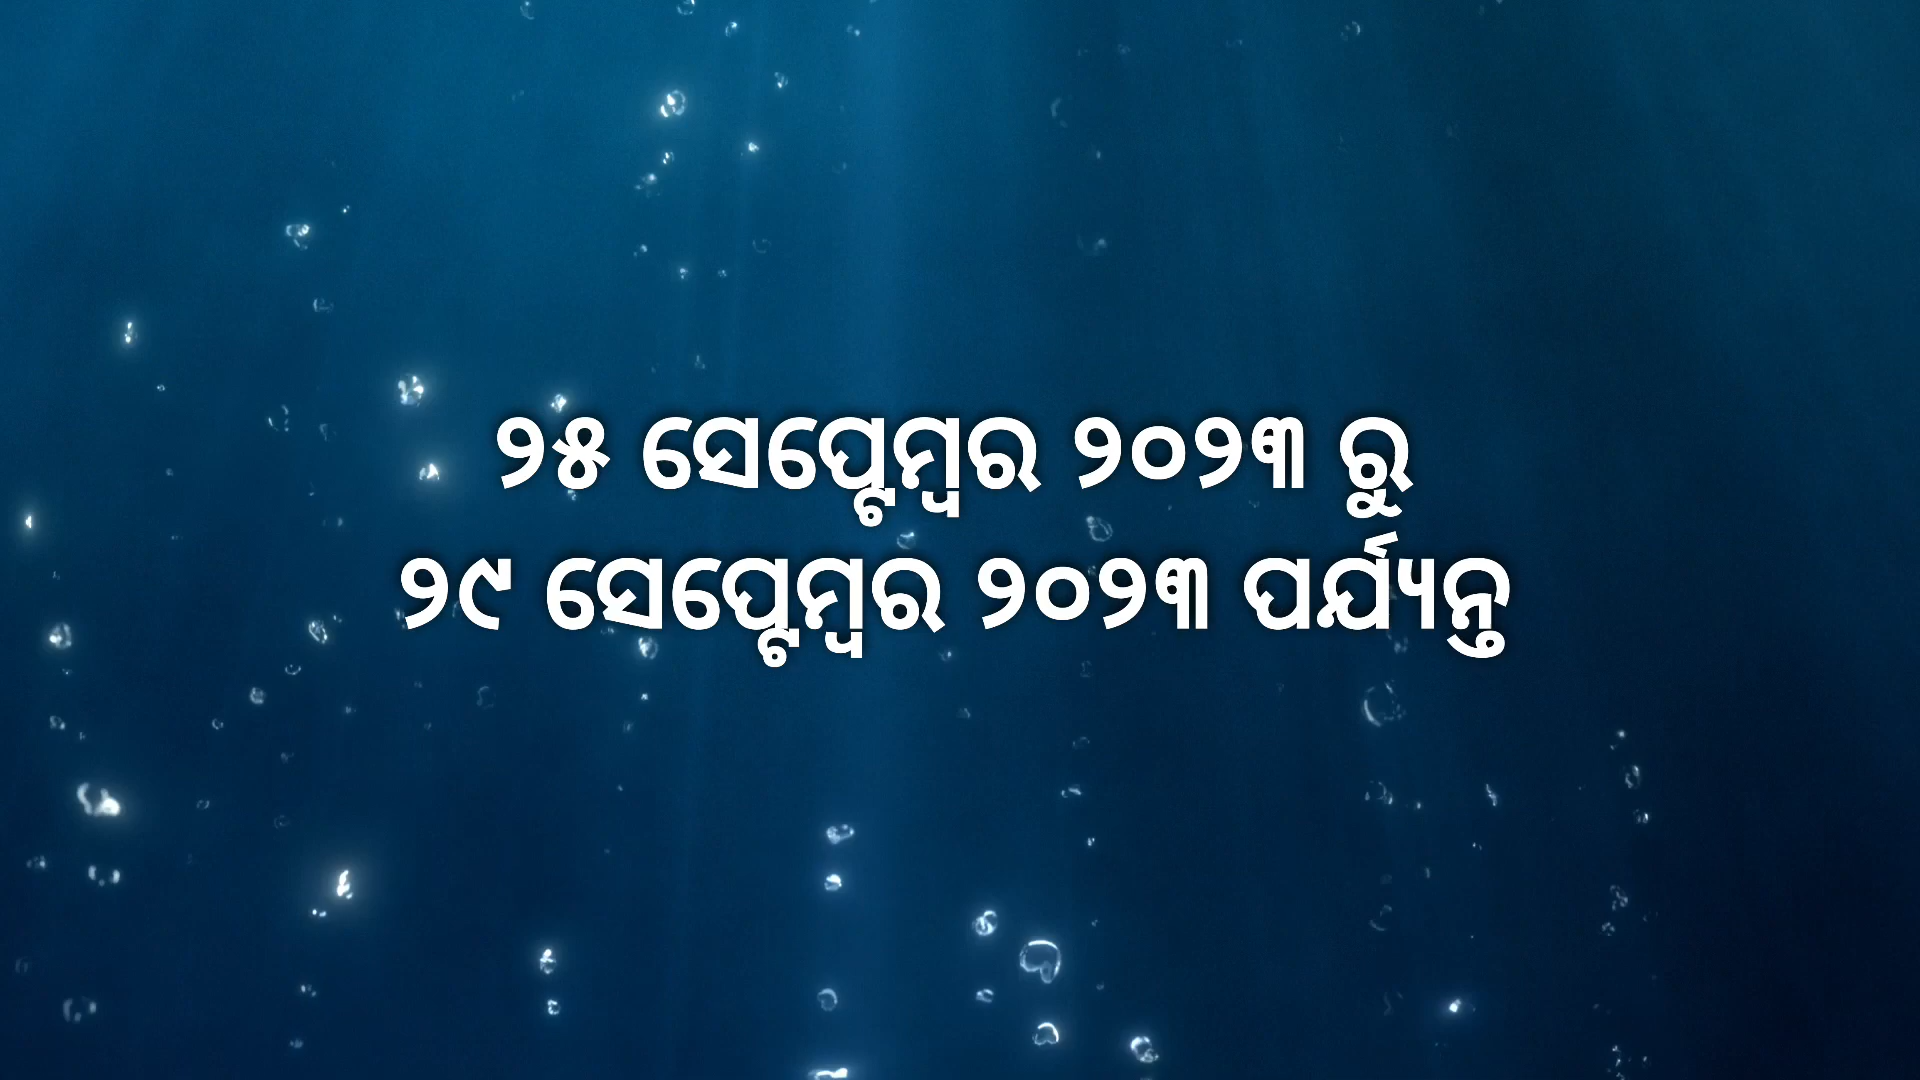 ୨୫ ସେପ୍ଟେମ୍ବର ୨୦୨୩ ରୁ
୨୯ ସେପ୍ଟେମ୍ବର ୨୦୨୩ ପର୍ଯ୍ୟନ୍ତ